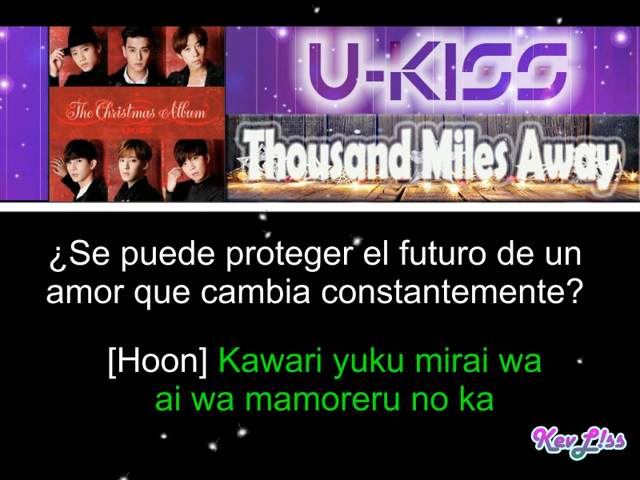 U-KISS
The Christmas Album
Thousand Miles Away
¿Se puede proteger el futuro de un
amor que cambia constantemente?
[Hoon] Kawari yuku mirai wa
ai wa mamoreru no ka
KevL!ss